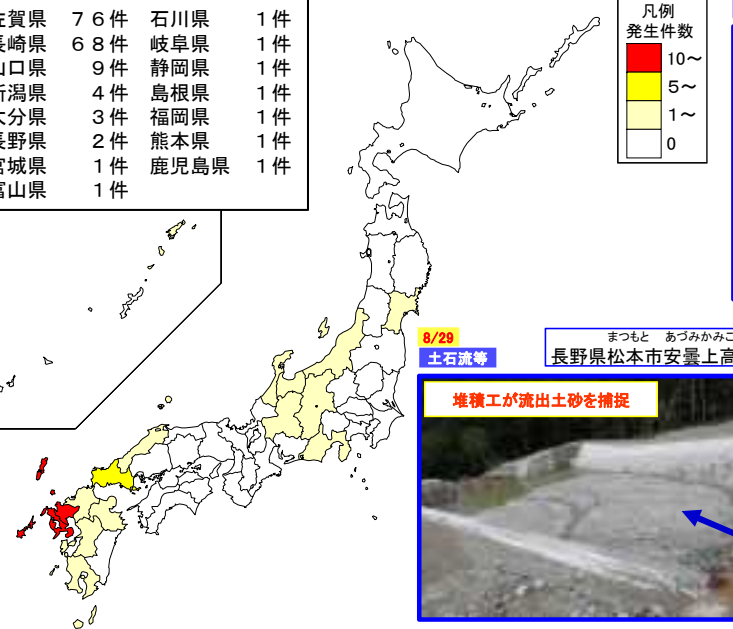 佐賀県 76件 石川県 1件
長崎県 68件 岐阜県 1件
山口県 9件 静岡県 1件
新潟県 4件 島根県 1件
大分県 3件 福岡県 1件
長野県 2件 熊本県 1件
宮城県 1件 鹿児島県 1件
富山県 1件
凡例
発生件数
10～
5～
1～
0
8/29
土石流等
まつもと あづみかみこ
長野県松本市安曇上高
堆積工が流出土砂を捕捉